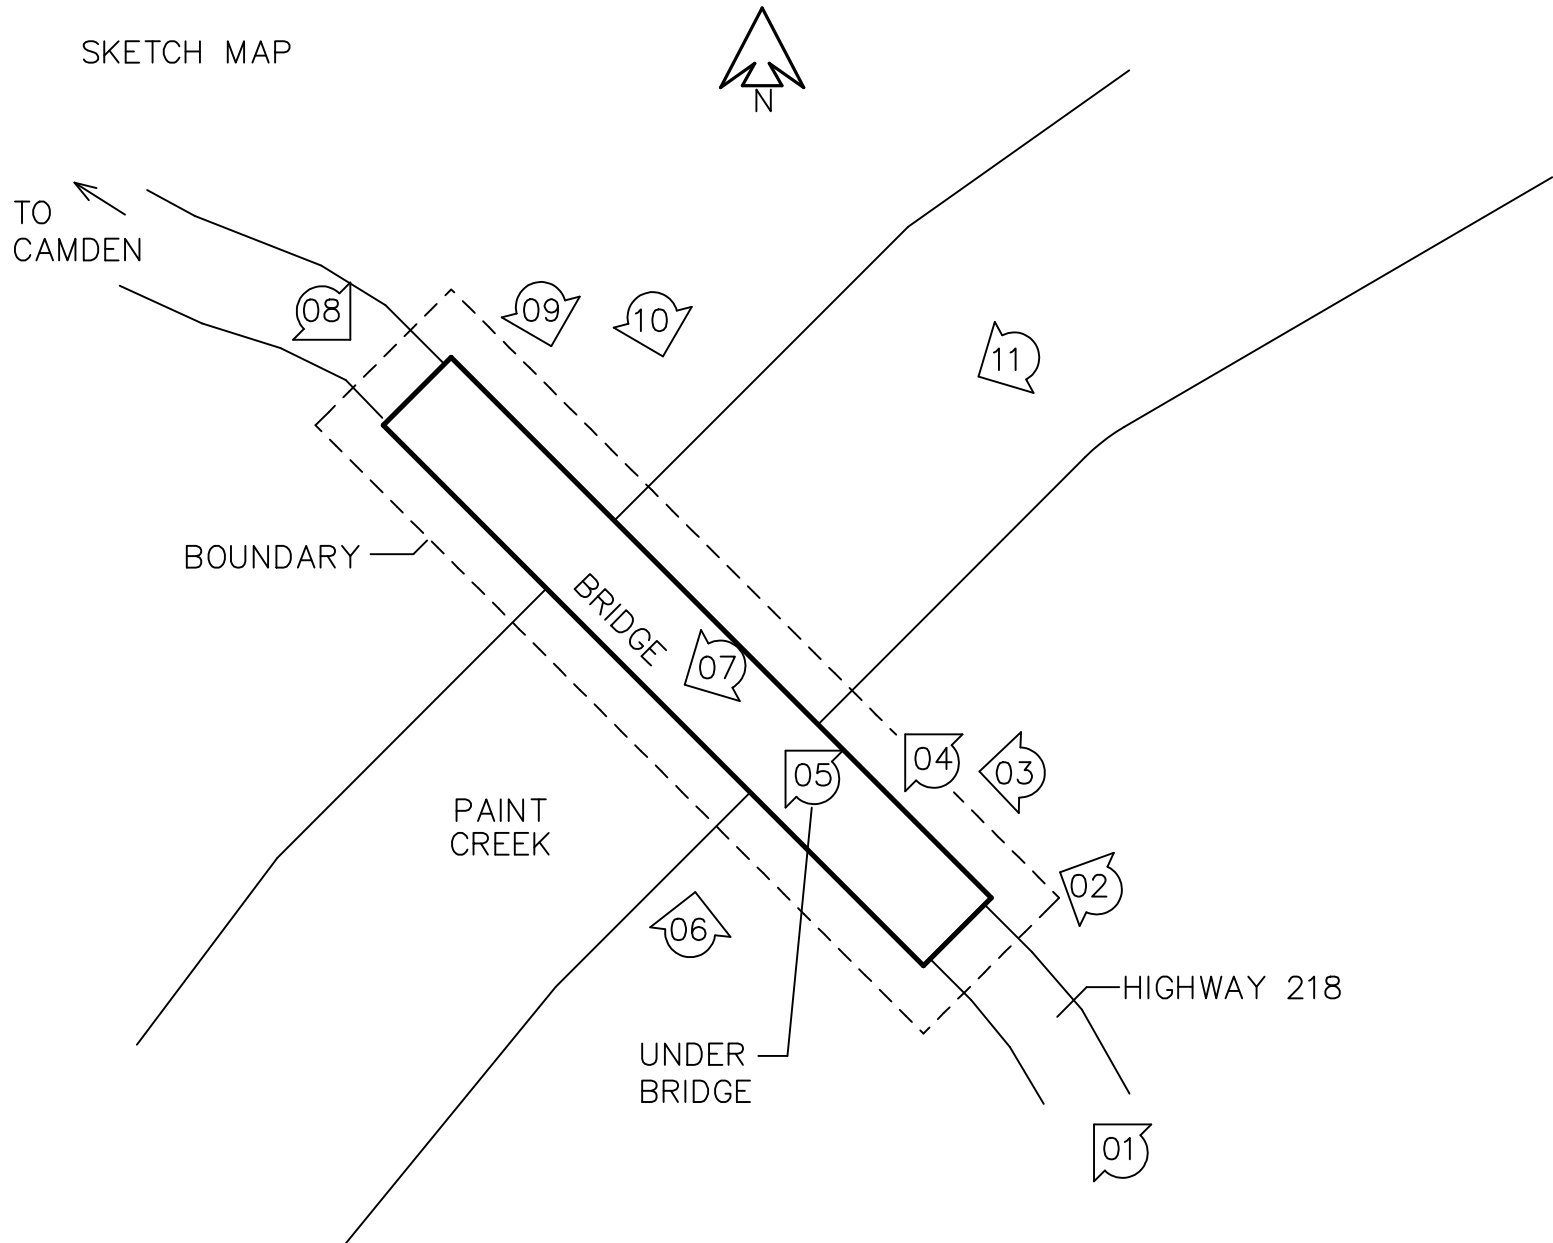 SKETCH MAP
N
TO
CAMDEN
08
09
10
11
BOUNDARY
BRIDGE
07
04
03
05
PAINT
CREEK
02
06
HIGHWAY 218
UNDER
BRIDGE
01